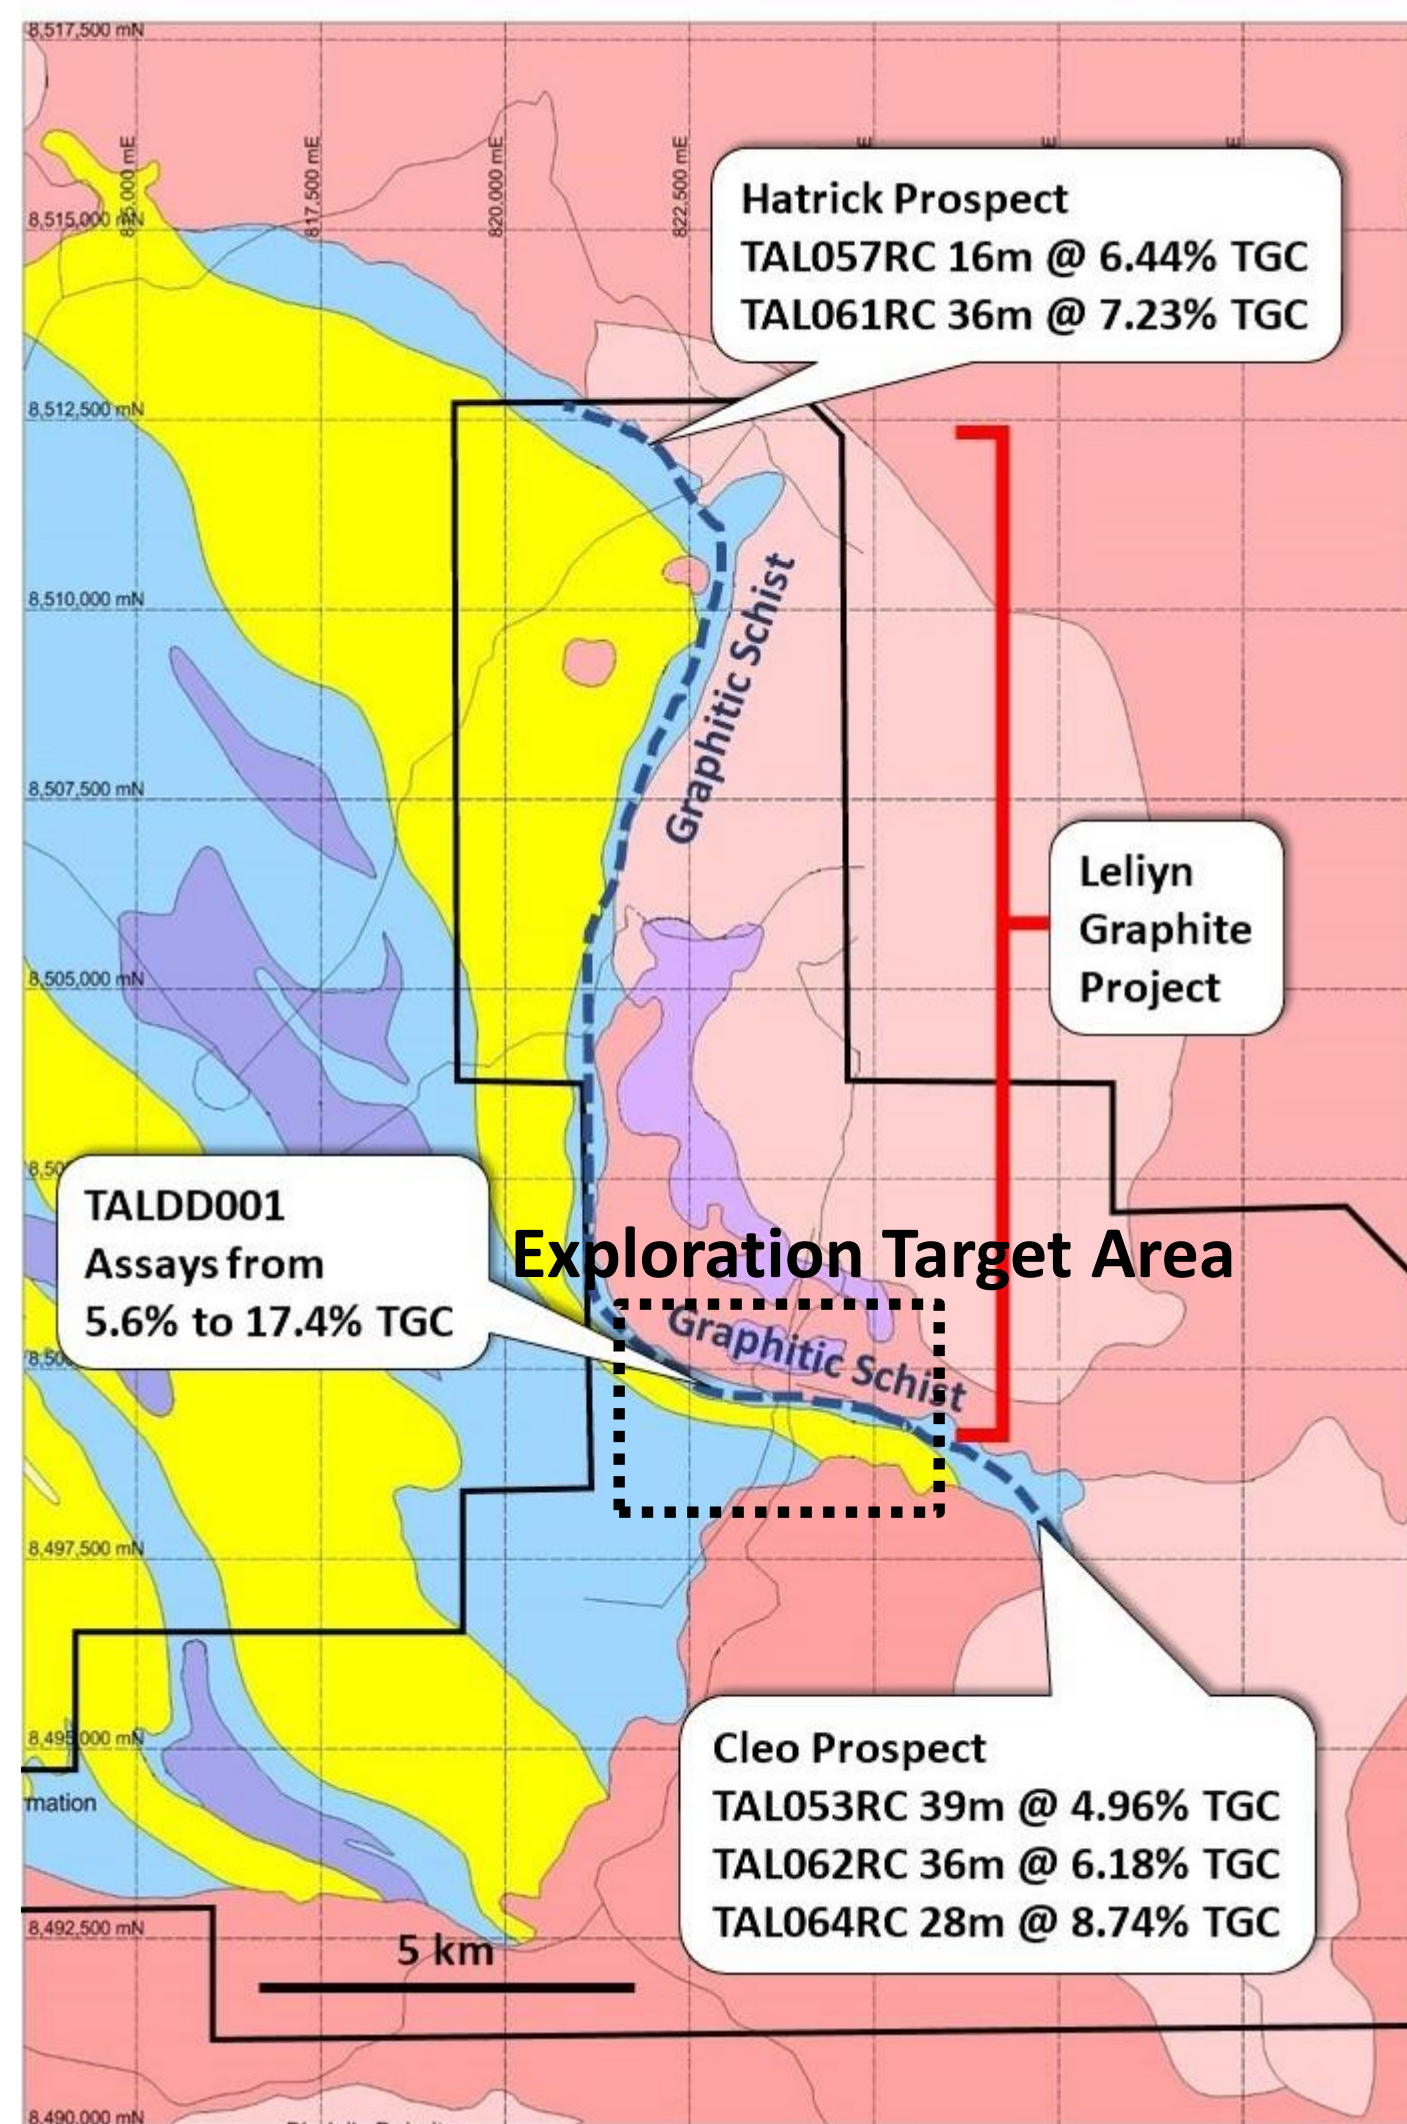 8,517,500 mN
817,500 mE
820,000 mE
822,500 mE
8,515,000 mN
Hatrick Prospect
TAL057RC 16m @ 6.44% TGC
TAL061RC 36m @ 7.23% TGC
8,512,500 mN
8,510,000 mN
Graphitic Schist
8,507,500 mN
Leliyn
Graphite
Project
8,505,000 mN
TALDD001
Assays from
5.6% to 17.4% TGC
Exploration Target Area
Graphitic Schist
8,497,500 mN
8,495,000 mN
mation
Cleo Prospect
TAL053RC 39m @ 4.96% TGC
TAL062RC 36m @ 6.18% TGC
TAL064RC 28m @ 8.74% TGC
8,492,500 mN
5 km
8,490,000 mN